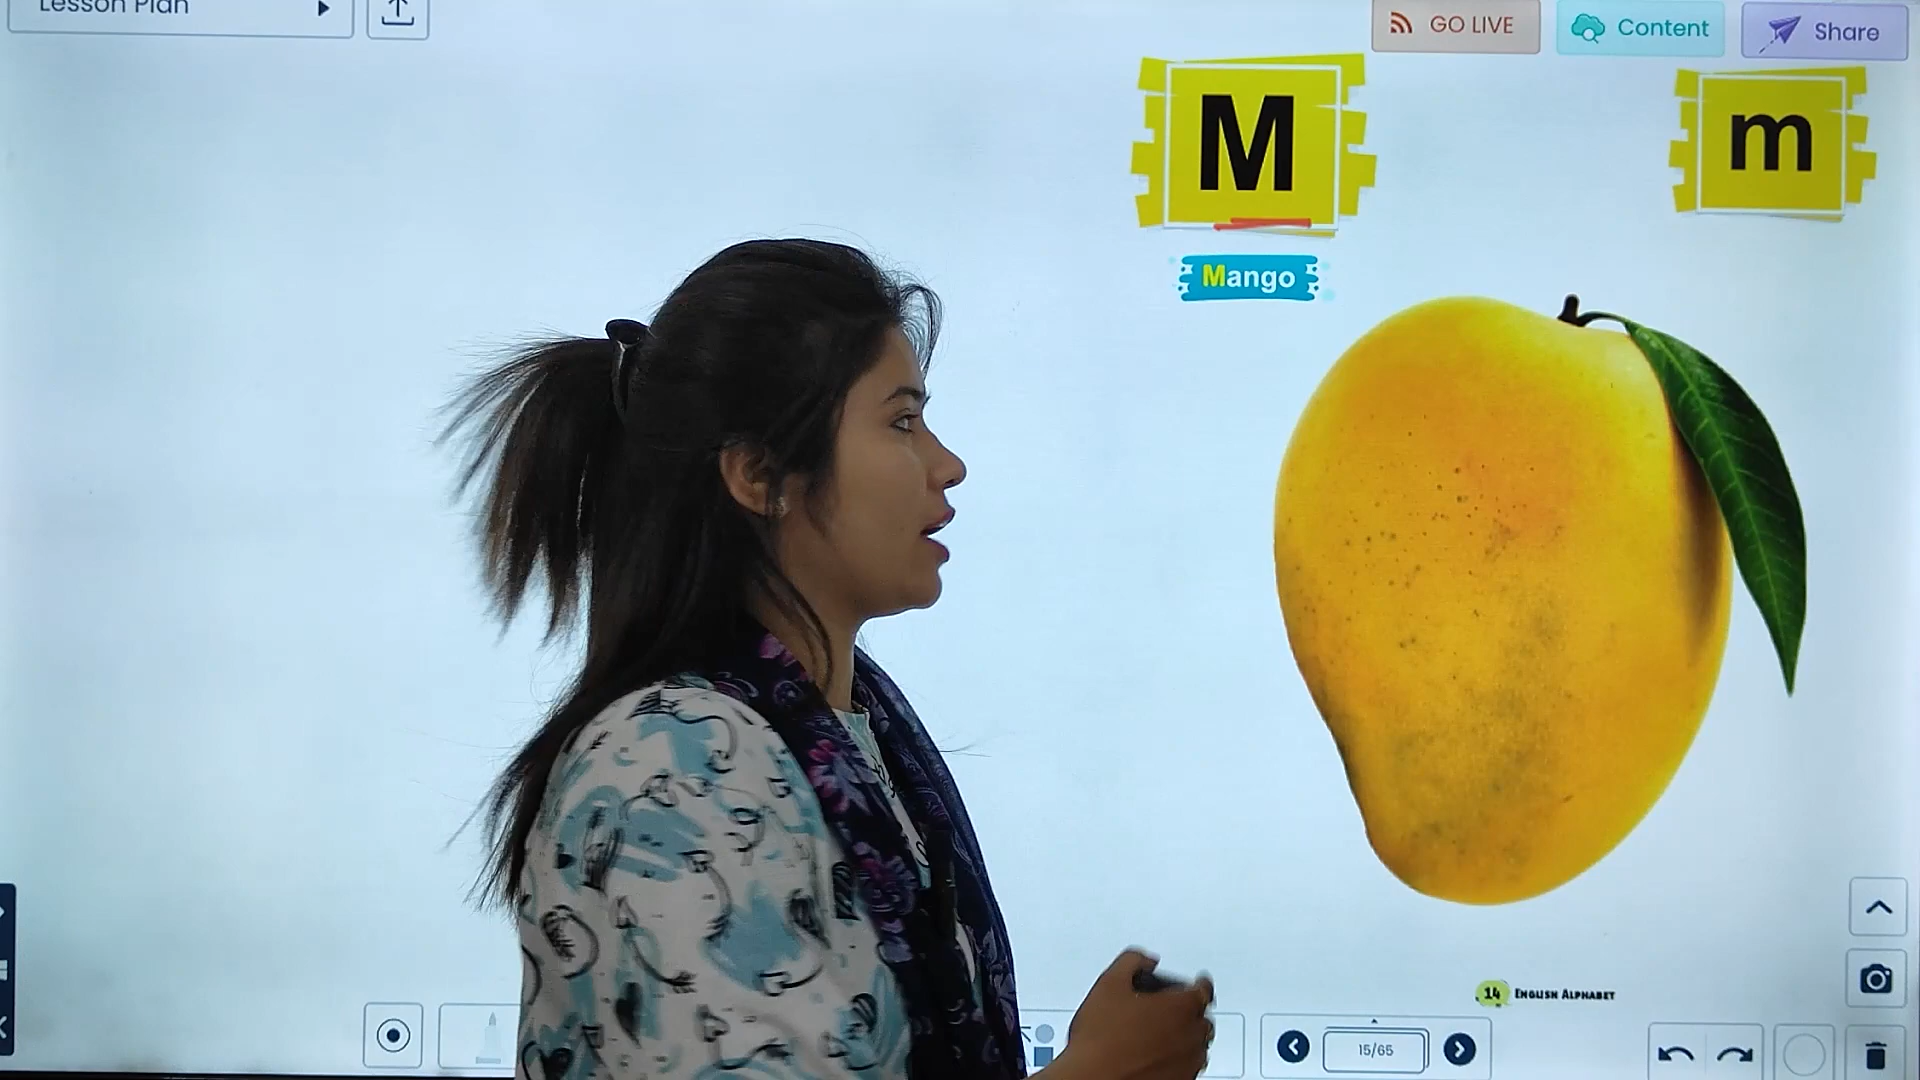 Lesson Plan
GO LIVE
Content
Share
M
m
Mango
14 ENGLISH ALPHABET
15/65